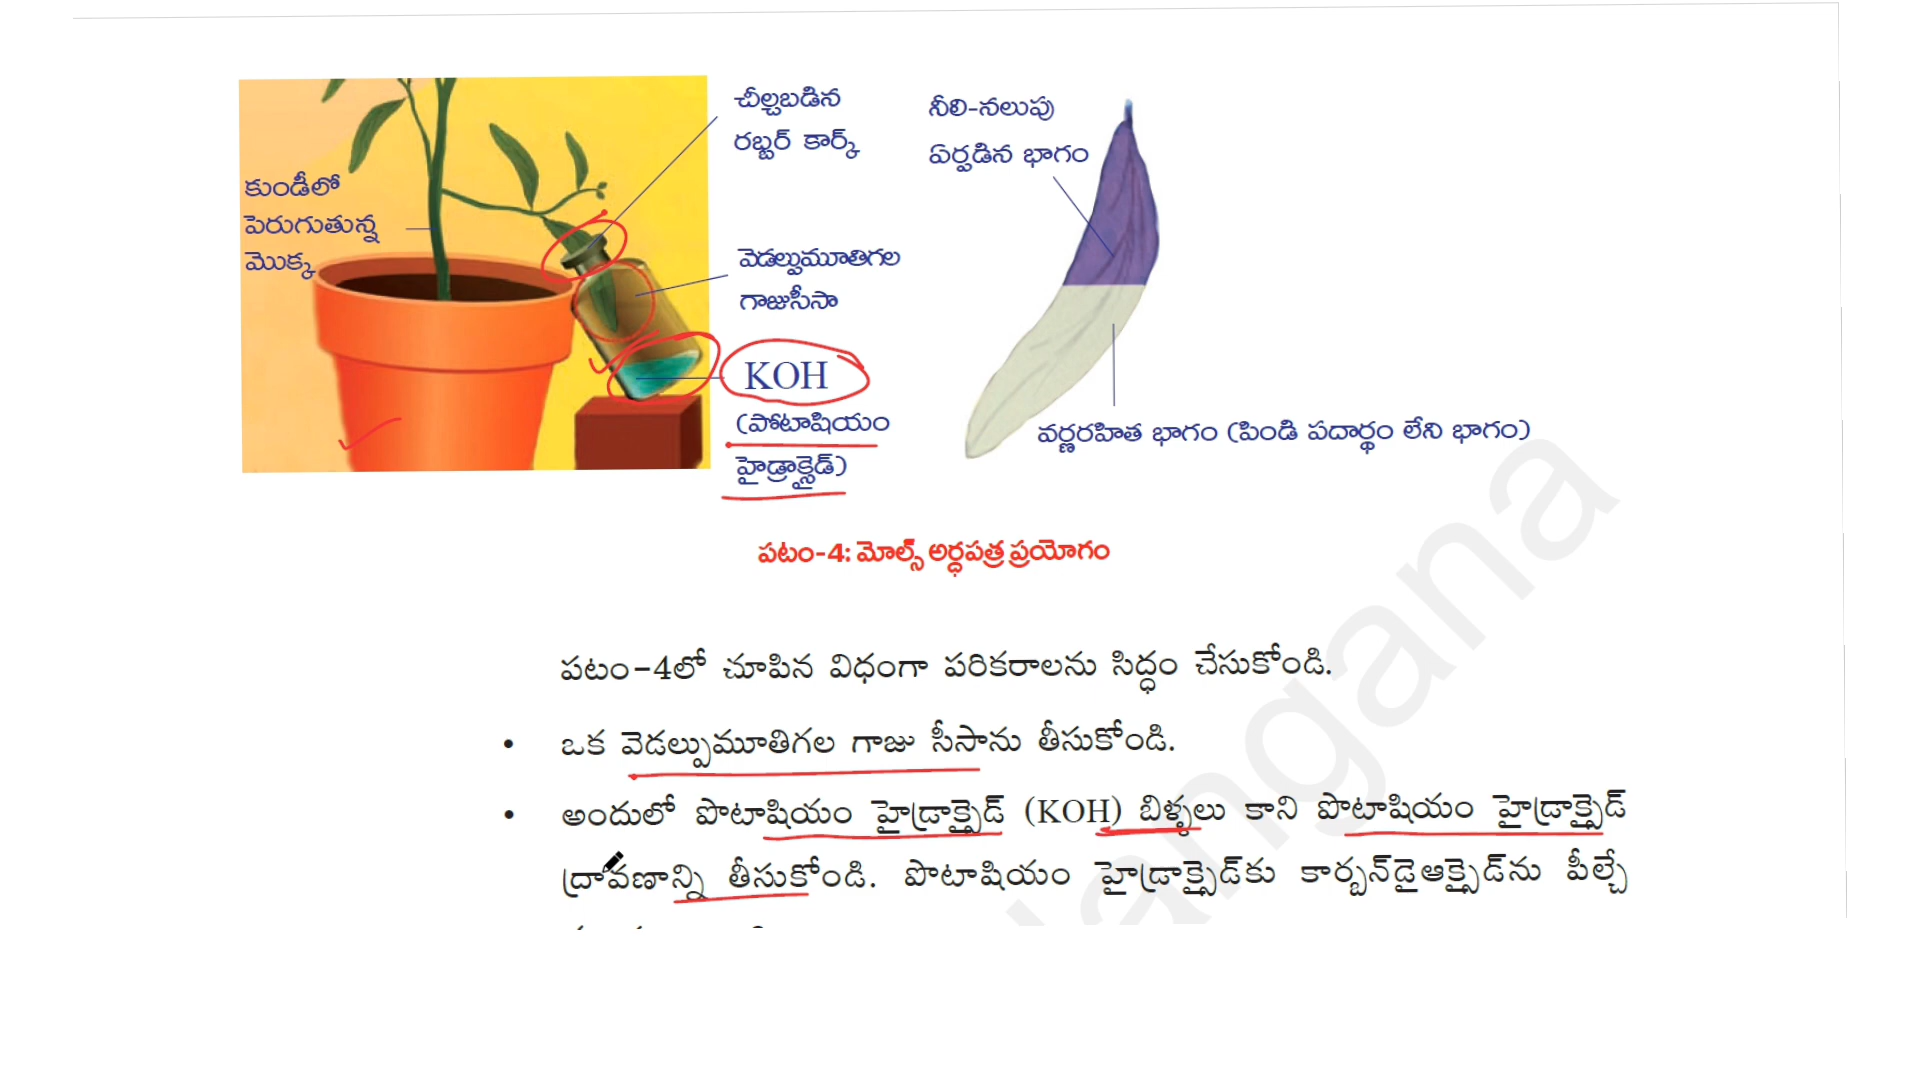 కుండీలో
పెరుగుతున్న
మొక్క
చీల్చబడిన
రబ్బర్ కార్క్
వెడల్పుమూతిగల
గాజుసీసా
KOH
(పోటాషియం
హైడ్రాక్సైడ్)
నీలి-నలుపు
ఏర్పడిన భాగం
వర్ణరహిత భాగం (పిండి పదార్థం లేని భాగం)
పటం-4: మోల్స్ అర్ధపత్ర ప్రయోగం
పటం-4లో చూపిన విధంగా పరికరాలను సిద్ధం చేసుకోండి.
• ఒక వెడల్పుమూతిగల గాజు సీసాను తీసుకోండి.
• అందులో పొటాషియం హైడ్రాక్సైడ్ (KOH) బిళ్ళలు కాని పొటాషియం హైడ్రాక్సైడ్
ద్రావణాన్ని తీసుకోండి. పొటాషియం హైడ్రాక్సైడ్‌కు కార్బన్‌డైఆక్సైడ్‌ను పీల్చే